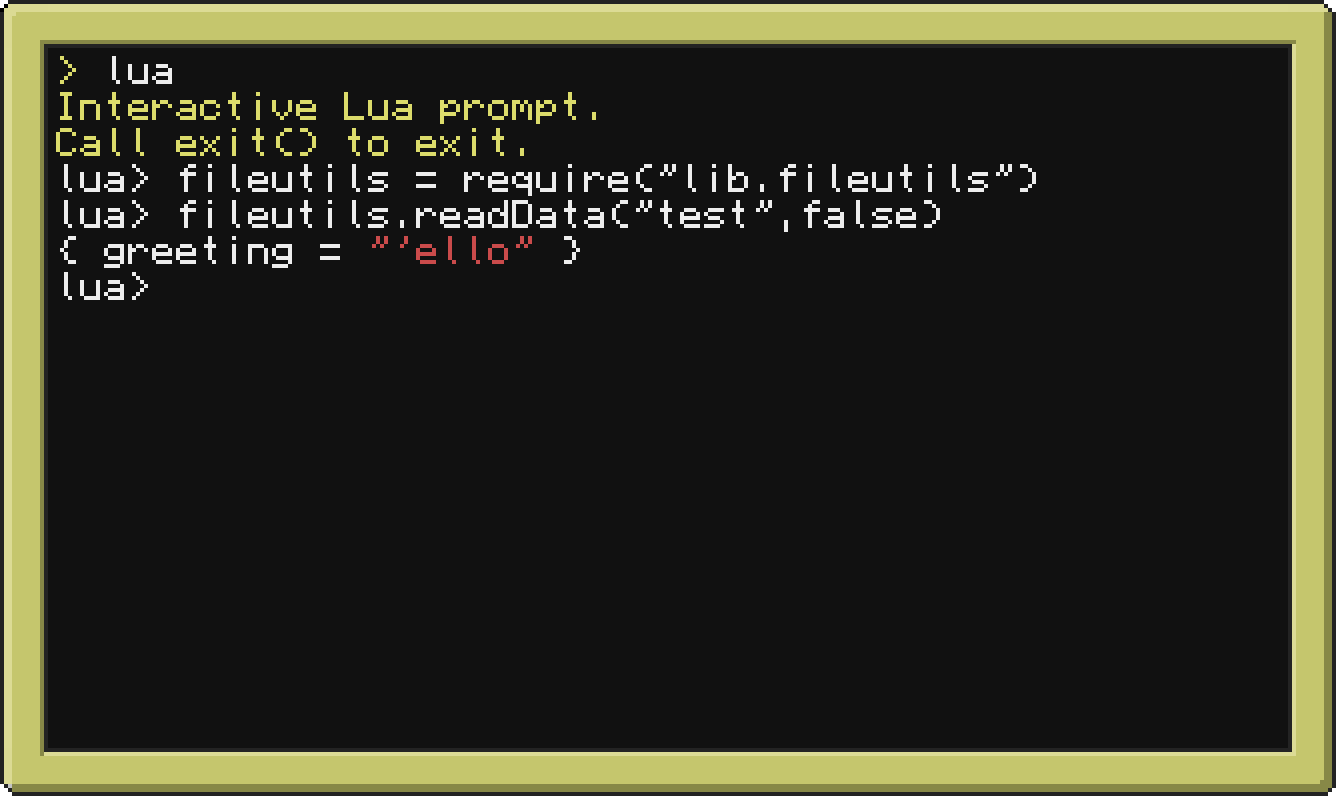 > lua
Interactive Lua prompt.
Call exit() to exit.
lua> fileutils = require("lib.fileutils")
lua> fileutils.readData("test",false)
{ greeting = "'ello" }
lua>